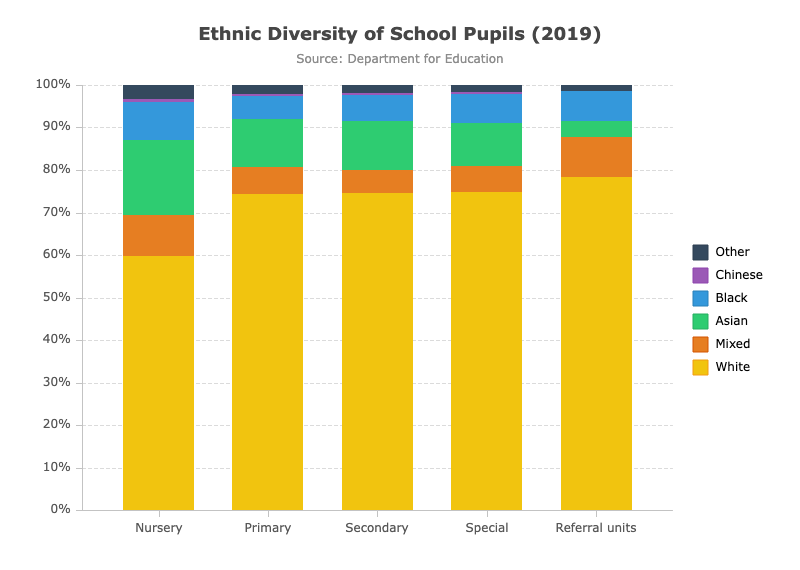 Ethnic Diversity of School Pupils (2019)
Source: Department for Education
100%
90%
80%
70%
60%
50%
40%
30%
20%
10%
0%
Nursery Primary Secondary Special Referral units
Other
Chinese
Black
Asian
Mixed
White